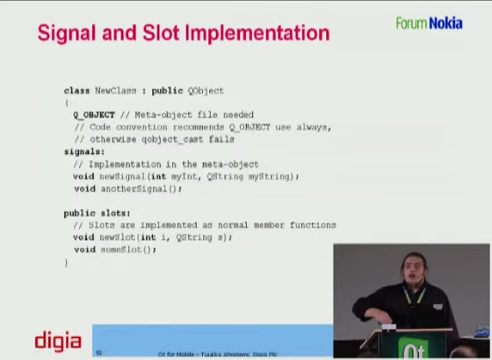 Signal and Slot Implementation
Forum Nokia
class NewClass : public QObject
{
Q_OBJECT // Meta-object file needed
// Code convention recommends Q_OBJECT use always,
// otherwise qobject_cast fails
signals:
// Implementation in the meta-object
void newSignal(int myInt, QString myString);
void anotherSignal();
public slots:
// Slots are implemented as normal member functions
void newSlot(int i, QString s);
void someSlot();
}
digia
Qt for Mobile – Tuukka Ahoniemi, Digia Plc
Qt